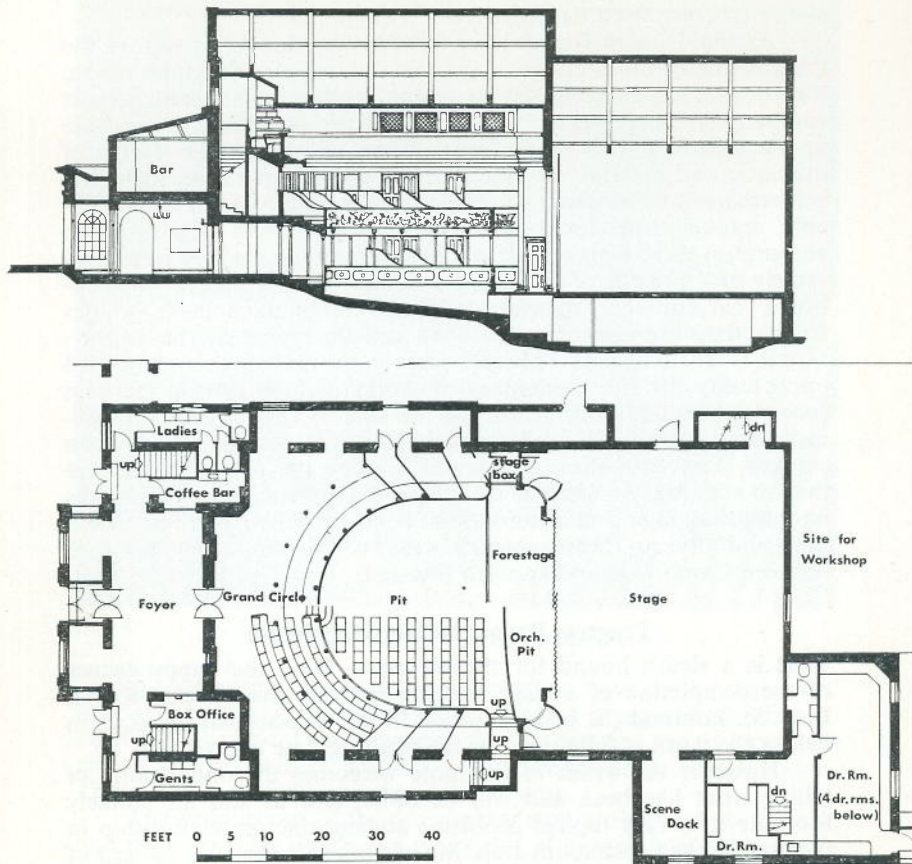 Bar
Ladies
dn
up
stage
box
Coffee Bar
Site for
Workshop
Forestage
Foyer
Grand Circle
Pit
Stage
Orch.
Pit
up
Box Office
up
up
up
Gents
Dr. Rm.
(4 dr. rms.
below)
Scene
Dock
dn
Dr. Rm.
FEET 0 5 10 20 30 40